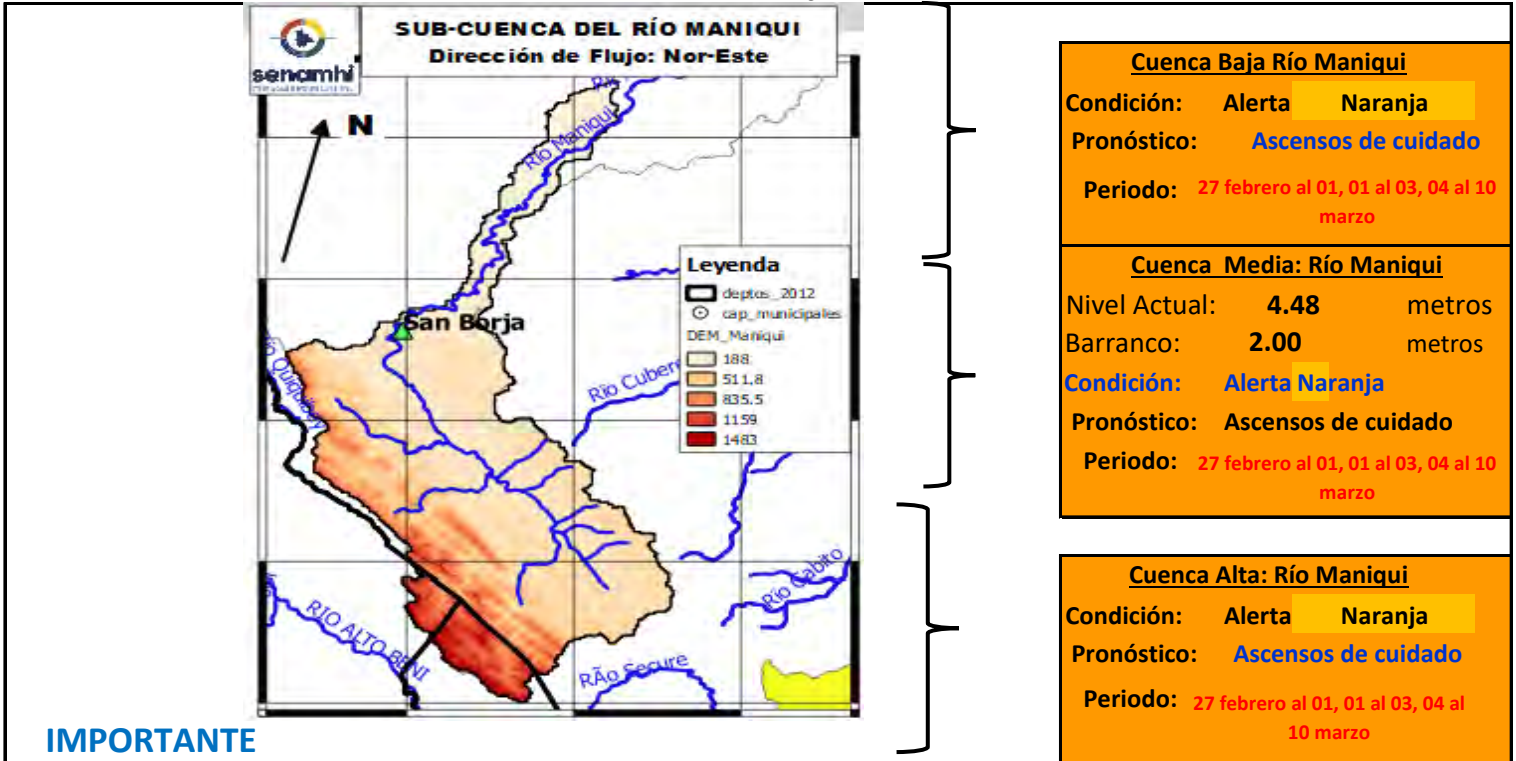 SUB-CUENCA DEL RÍO MANIQUI
Dirección de Flujo: Nor-Este
senamhi
N
Río Maniqui
Leyenda
deptos_2012
cap_municipales
DEM_Maniqui
188
511,8
835.5
1159
1483
San Borja
Río Quiquibey
Río Cubere
Río Cabito
RIO ALTO BENI
RÃo Secure
IMPORTANTE
Cuenca Baja Río Maniqui
Condición: Alerta Naranja
Pronóstico: Ascensos de cuidado
Periodo: 27 febrero al 01, 01 al 03, 04 al 10
marzo
Cuenca Media: Río Maniqui
Nivel Actual: 4.48 metros
Barranco: 2.00 metros
Condición: Alerta Naranja
Pronóstico: Ascensos de cuidado
Periodo: 27 febrero al 01, 01 al 03, 04 al 10
marzo
Cuenca Alta: Río Maniqui
Condición: Alerta Naranja
Pronóstico: Ascensos de cuidado
Periodo: 27 febrero al 01, 01 al 03, 04 al
10 marzo